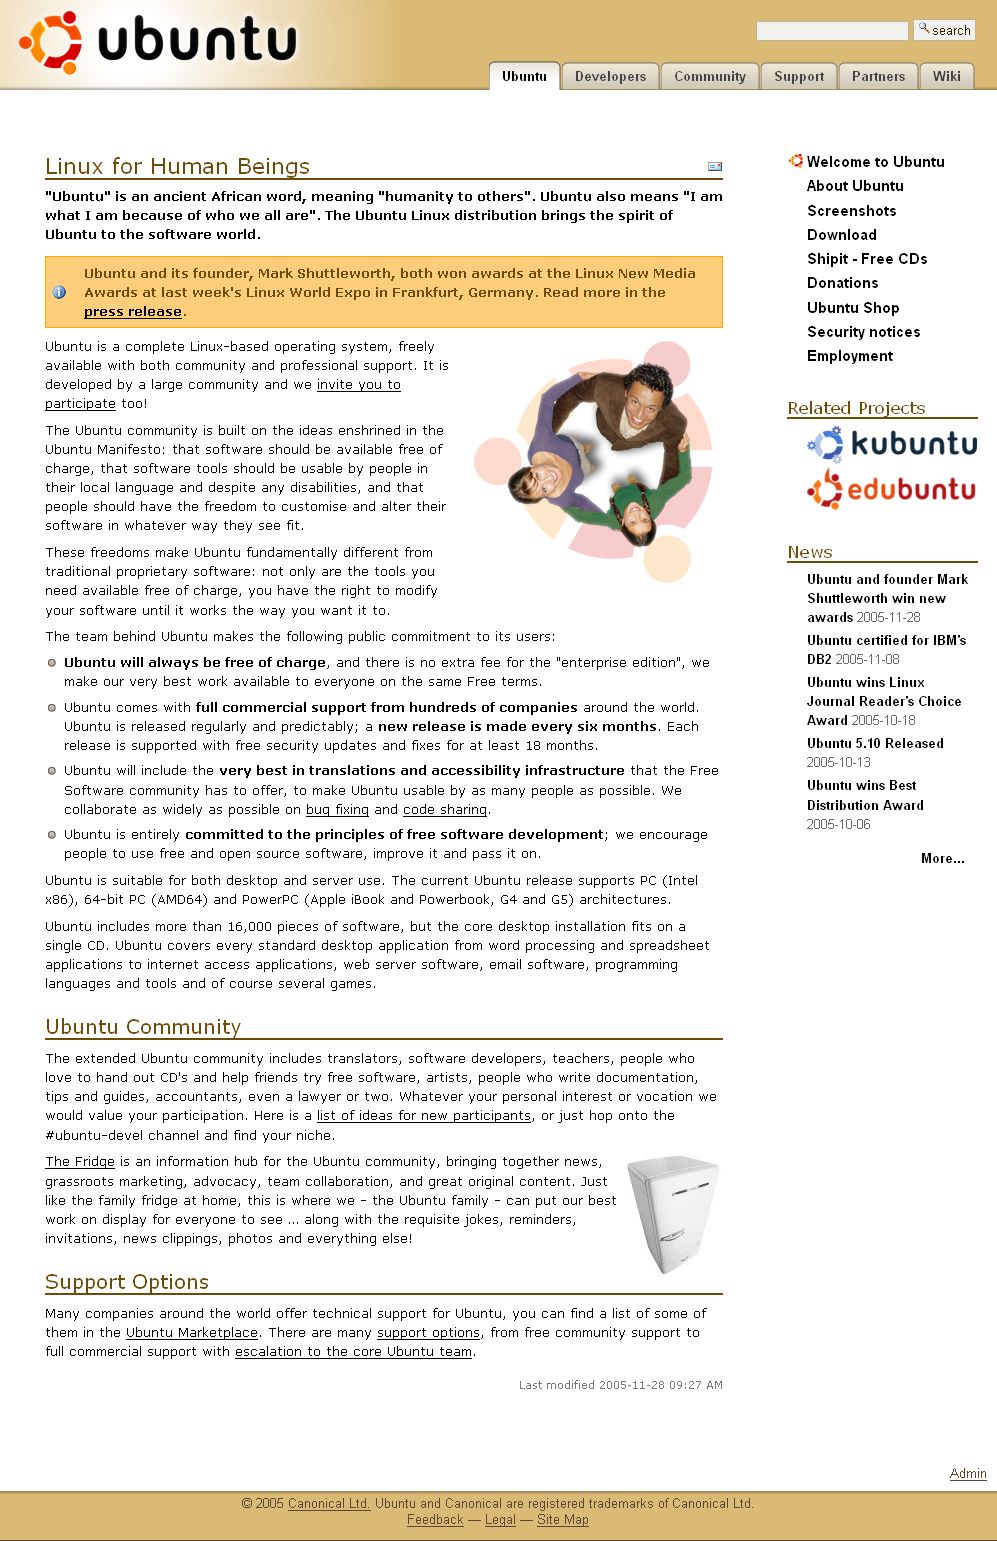 ubuntu
search
Ubuntu
Developers
Community
Support
Partners
Wiki
Linux for Human Beings
"Ubuntu" is an ancient African word, meaning "humanity to others". Ubuntu also means "I am
what I am because of who we all are". The Ubuntu Linux distribution brings the spirit of
Ubuntu to the software world.
Ubuntu and its founder, Mark Shuttleworth, both won awards at the Linux New Media
Awards at last week's Linux World Expo in Frankfurt, Germany. Read more in the
press release.
Ubuntu is a complete Linux-based operating system, freely
available with both community and professional support. It is
developed by a large community and we invite you to
participate too!
The Ubuntu community is built on the ideas enshrined in the
Ubuntu Manifesto: that software should be available free of
charge, that software tools should be usable by people in
their local language and despite any disabilities, and that
people should have the freedom to customise and alter their
software in whatever way they see fit.
These freedoms make Ubuntu fundamentally different from
traditional proprietary software: not only are the tools you
need available free of charge, you have the right to modify
your software until it works the way you want it to.
The team behind Ubuntu makes the following public commitment to its users:
Ubuntu will always be free of charge, and there is no extra fee for the "enterprise edition", we
make our very best work available to everyone on the same Free terms.
Ubuntu comes with full commercial support from hundreds of companies around the world.
Ubuntu is released regularly and predictably; a new release is made every six months. Each
release is supported with free security updates and fixes for at least 18 months.
Ubuntu will include the very best in translations and accessibility infrastructure that the Free
Software community has to offer, to make Ubuntu usable by as many people as possible. We
collaborate as widely as possible on bug fixing and code sharing.
Ubuntu is entirely committed to the principles of free software development; we encourage
people to use free and open source software, improve it and pass it on.
Ubuntu is suitable for both desktop and server use. The current Ubuntu release supports PC (Intel
x86), 64-bit PC (AMD64) and PowerPC (Apple iBook and Powerbook, G4 and G5) architectures.
Ubuntu includes more than 16,000 pieces of software, but the core desktop installation fits on a
single CD. Ubuntu covers every standard desktop application from word processing and spreadsheet
applications to internet access applications, web server software, email software, programming
languages and tools and of course several games.
Ubuntu Community
The extended Ubuntu community includes translators, software developers, teachers, people who
love to hand out CD's and help friends try free software, artists, people who write documentation,
tips and guides, accountants, even a lawyer or two. Whatever your personal interest or vocation we
would value your participation. Here is a list of ideas for new participants, or just hop onto the
#ubuntu-devel channel and find your niche.
The Fridge is an information hub for the Ubuntu community, bringing together news,
grassroots marketing, advocacy, team collaboration, and great original content. Just
like the family fridge at home, this is where we - the Ubuntu family - can put our best
work on display for everyone to see ... along with the requisite jokes, reminders,
invitations, news clippings, photos and everything else!
Support Options
Many companies around the world offer technical support for Ubuntu, you can find a list of some of
them in the Ubuntu Marketplace. There are many support options, from free community support to
full commercial support with escalation to the core Ubuntu team.
Last modified 2005-11-28 09:27 AM
Welcome to Ubuntu
About Ubuntu
Screenshots
Download
Shipit - Free CDs
Donations
Ubuntu Shop
Security notices
Employment
Related Projects
kubuntu
edubuntu
News
Ubuntu and founder Mark
Shuttleworth win new
awards 2005-11-28
Ubuntu certified for IBM's
DB2 2005-11-08
Ubuntu wins Linux
Journal Reader's Choice
Award 2005-10-18
Ubuntu 5.10 Released
2005-10-13
Ubuntu wins Best
Distribution Award
2005-10-06
More...
Admin
© 2005 Canonical Ltd. Ubuntu and Canonical are registered trademarks of Canonical Ltd.
Feedback — Legal — Site Map